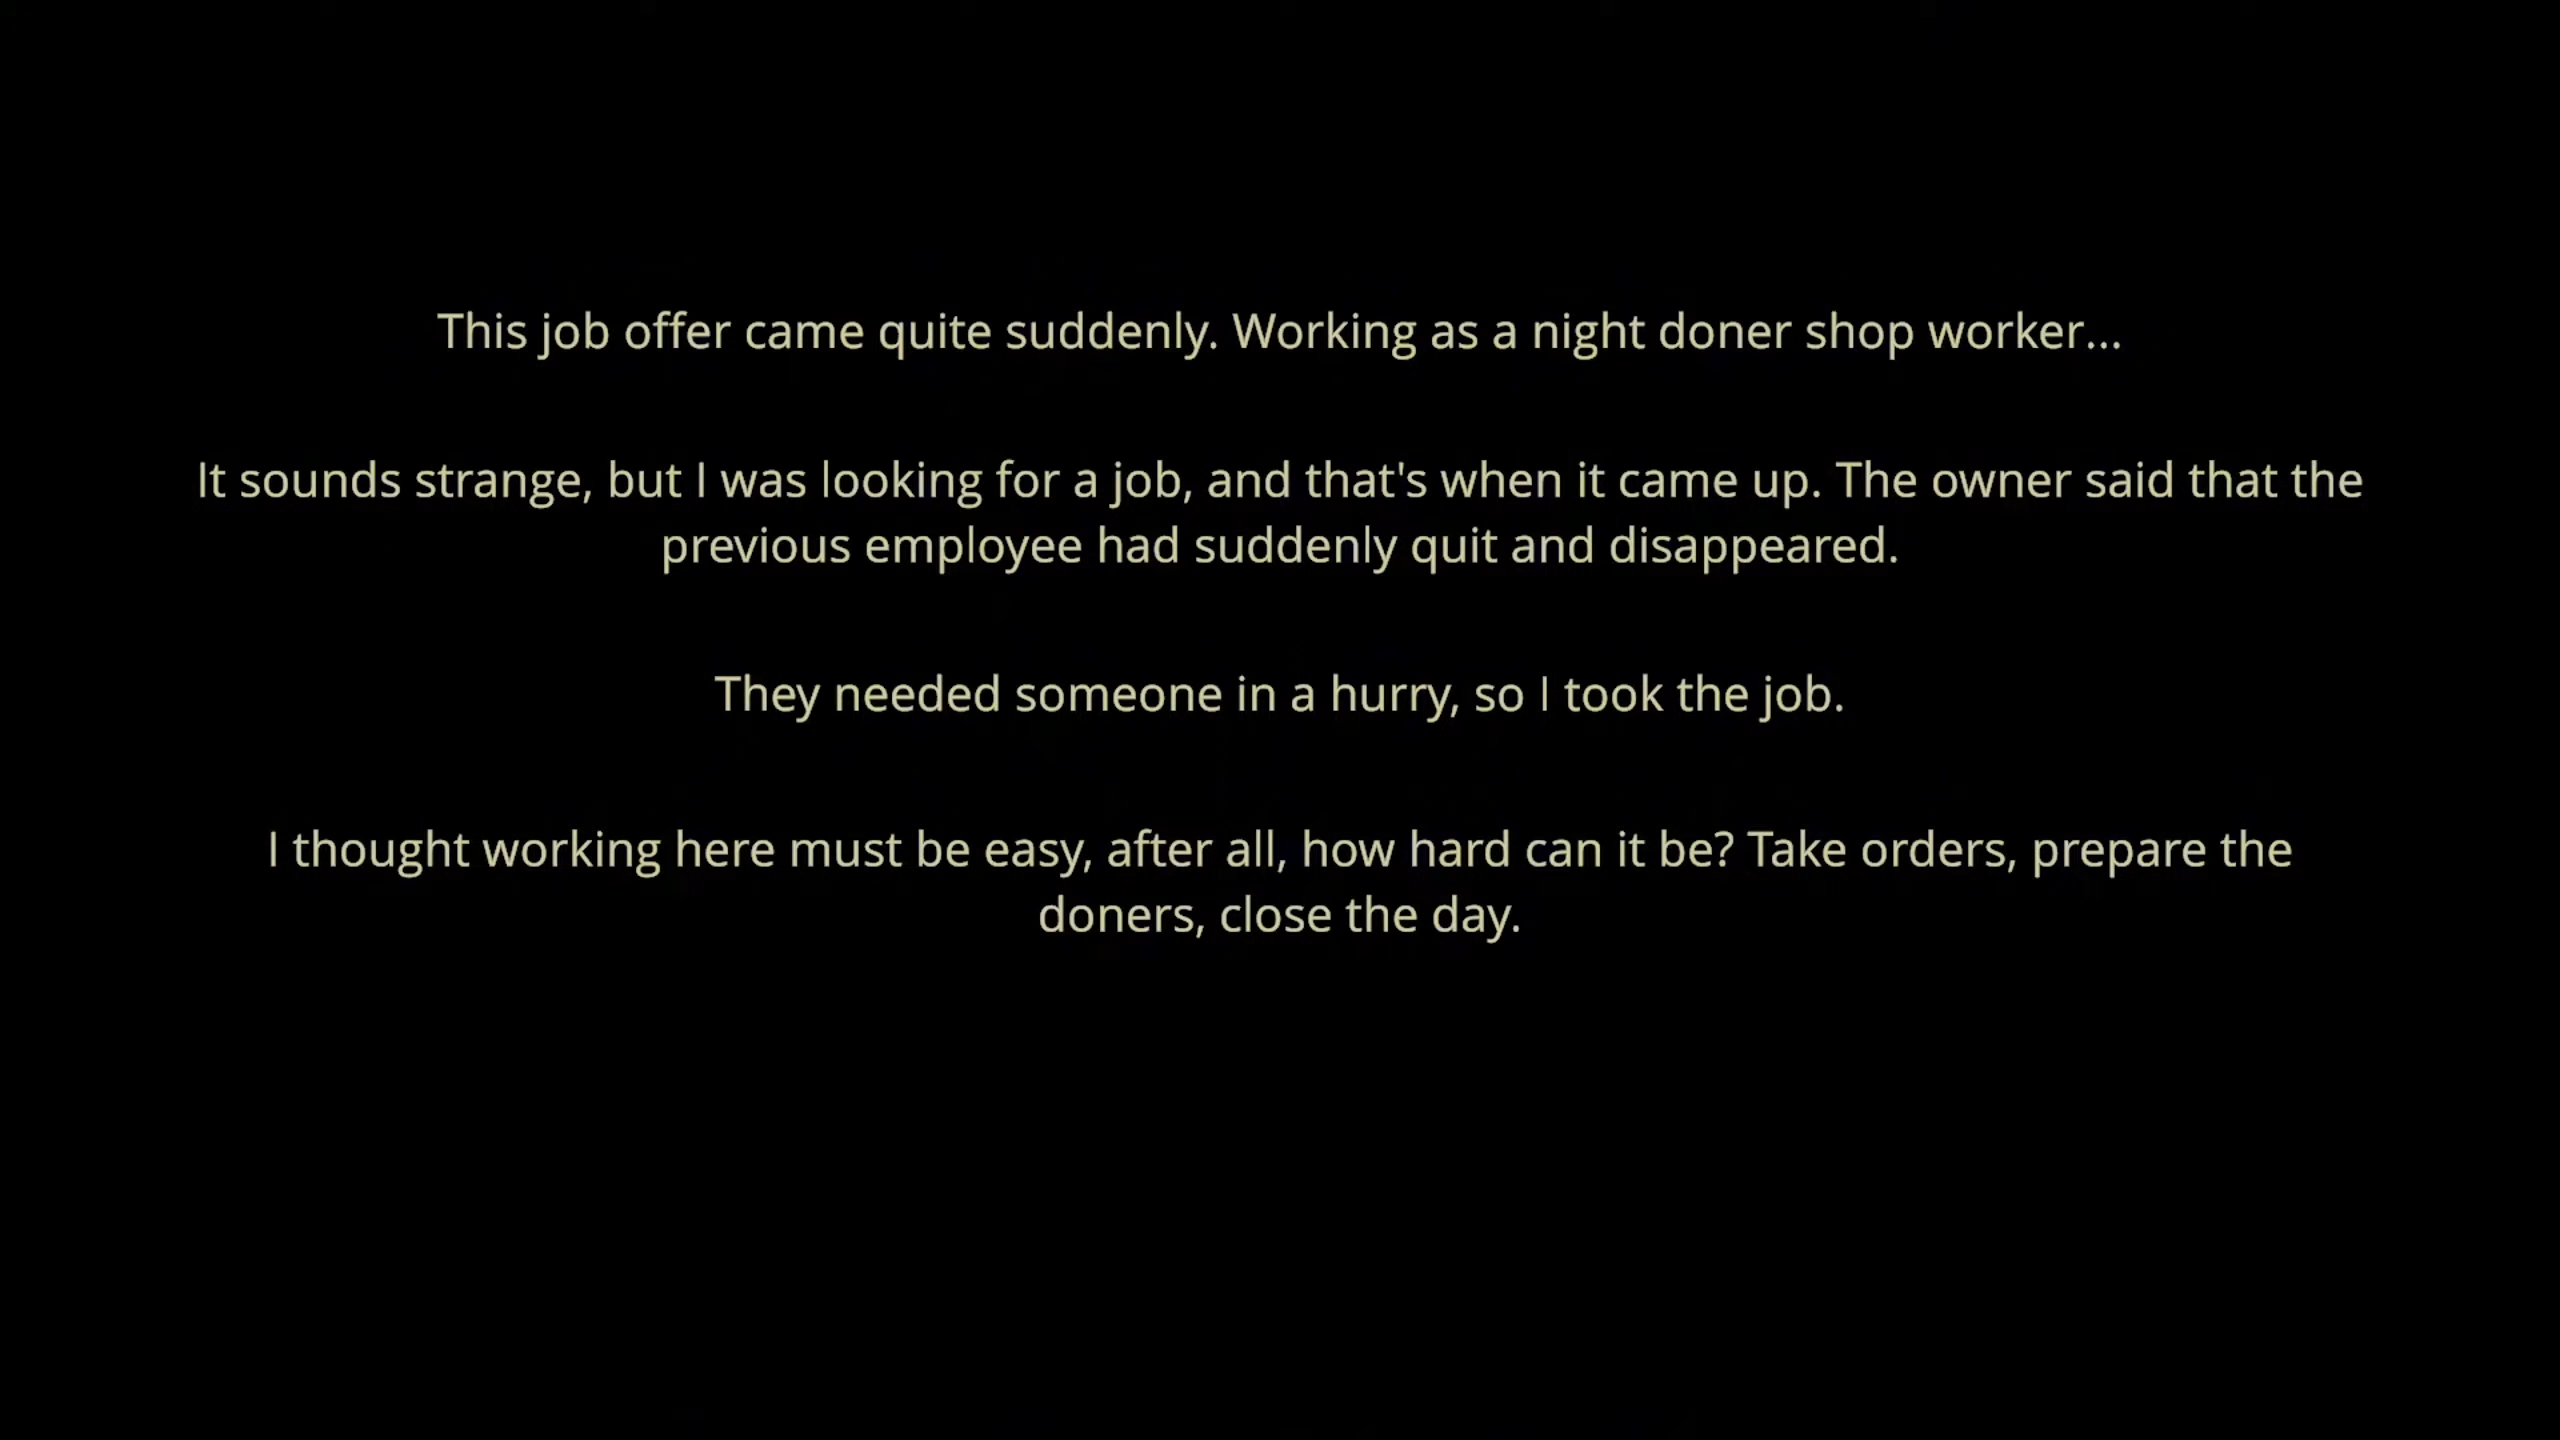 This job offer came quite suddenly. Working as a night doner shop worker...
It sounds strange, but I was looking for a job, and that's when it came up. The owner said that the
previous employee had suddenly quit and disappeared.
They needed someone in a hurry, so I took the job.
I thought working here must be easy, after all, how hard can it be? Take orders, prepare the
doners, close the day.